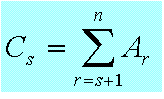 C_s = \sum_{r=s+1}^{n} A_r